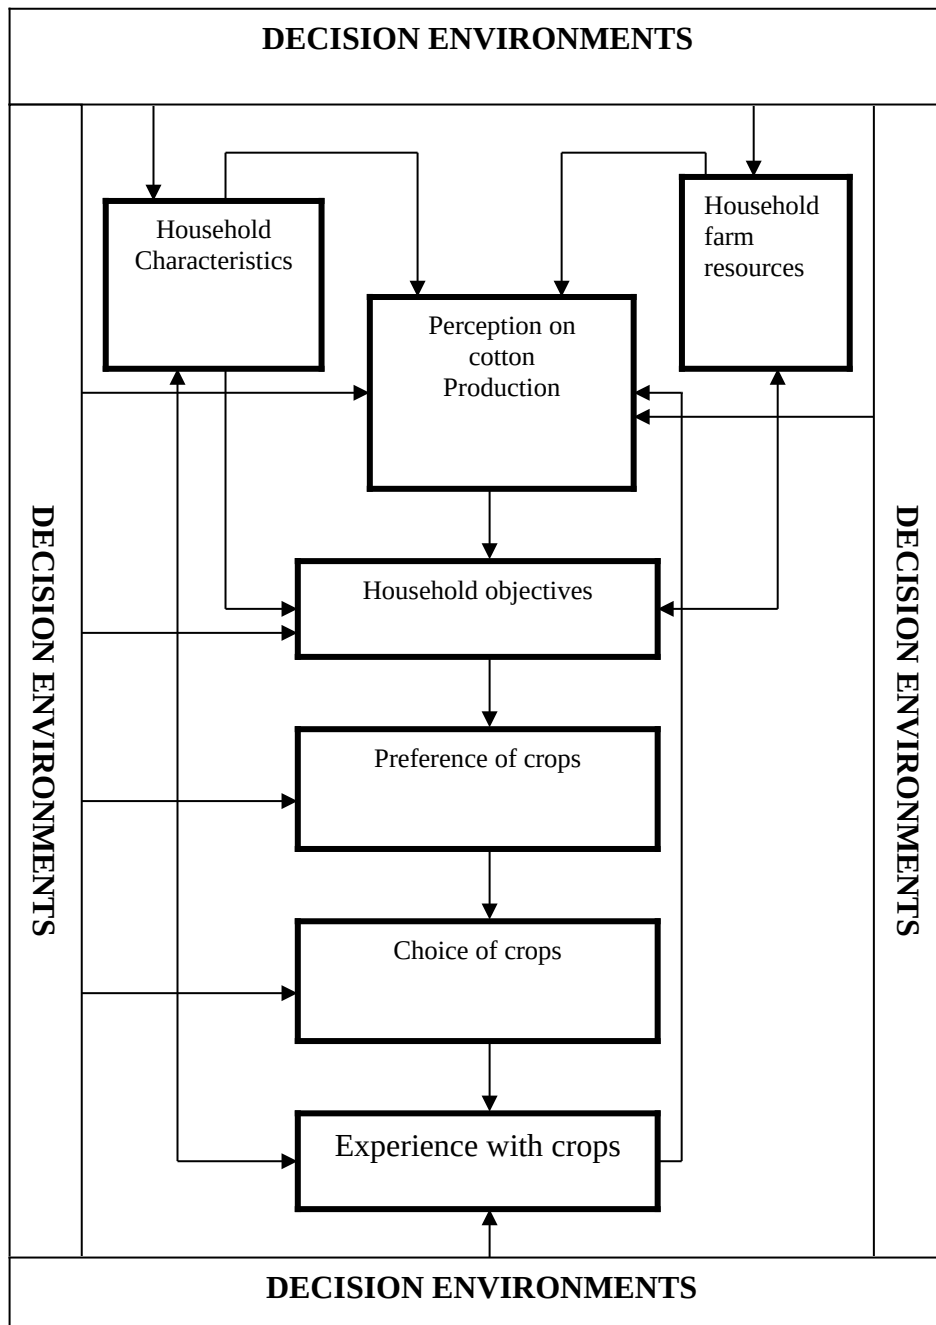 DECISION ENVIRONMENTS
Household
Characteristics
Household
farm
resources
Perception on
cotton
Production
DECISION ENVIRONMENTS
DECISION ENVIRONMENTS
Household objectives
Preference of crops
Choice of crops
Experience with crops
DECISION ENVIRONMENTS